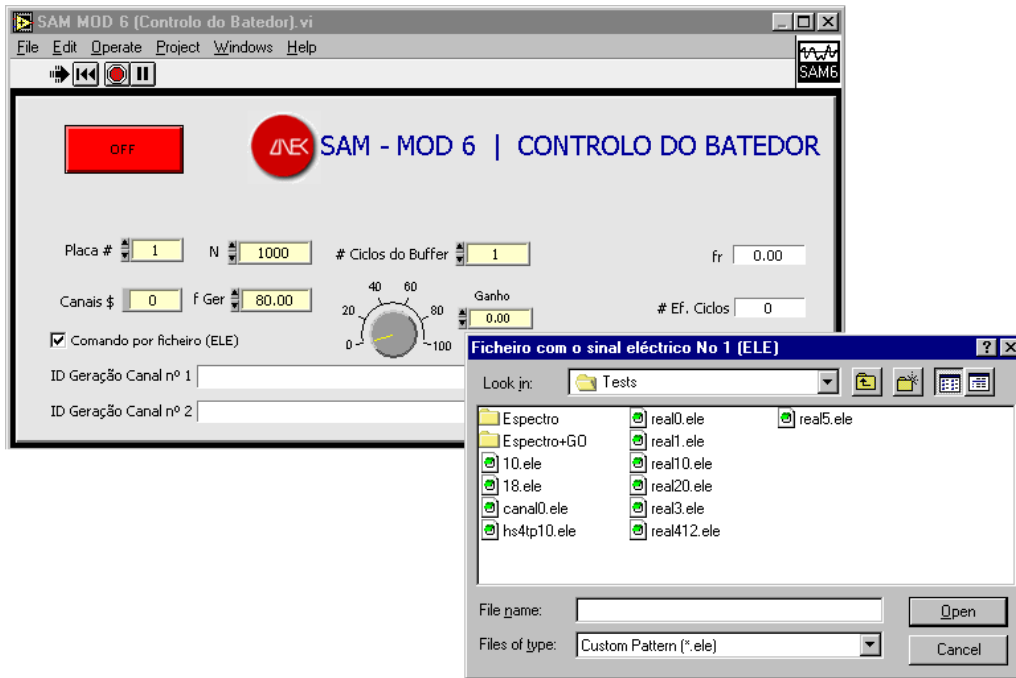 SAM MOD 6 (Controlo do Batedor).vi
File Edit Operate Project Windows Help
SAM6
OFF
LNEC SAM - MOD 6 | CONTROLO DO BATEDOR
Placa # 1 N 1000 # Ciclos do Buffer 1 fr 0.00
Canais $ 0 f Ger 80.00 0 20 40 60 80 100 Ganho 0.00 # Ef. Ciclos 0
Comando por ficheiro (ELE)
ID Geração Canal nº 1
ID Geração Canal nº 2
Ficheiro com o sinal eléctrico No 1 (ELE)
Look in: Tests
Espectro real0.ele real5.ele
Espectro+GO real1.ele
10.ele real10.ele
18.ele real20.ele
canal0.ele real3.ele
hs4tp10.ele real412.ele
File name: Open
Files of type: Custom Pattern (*.ele) Cancel